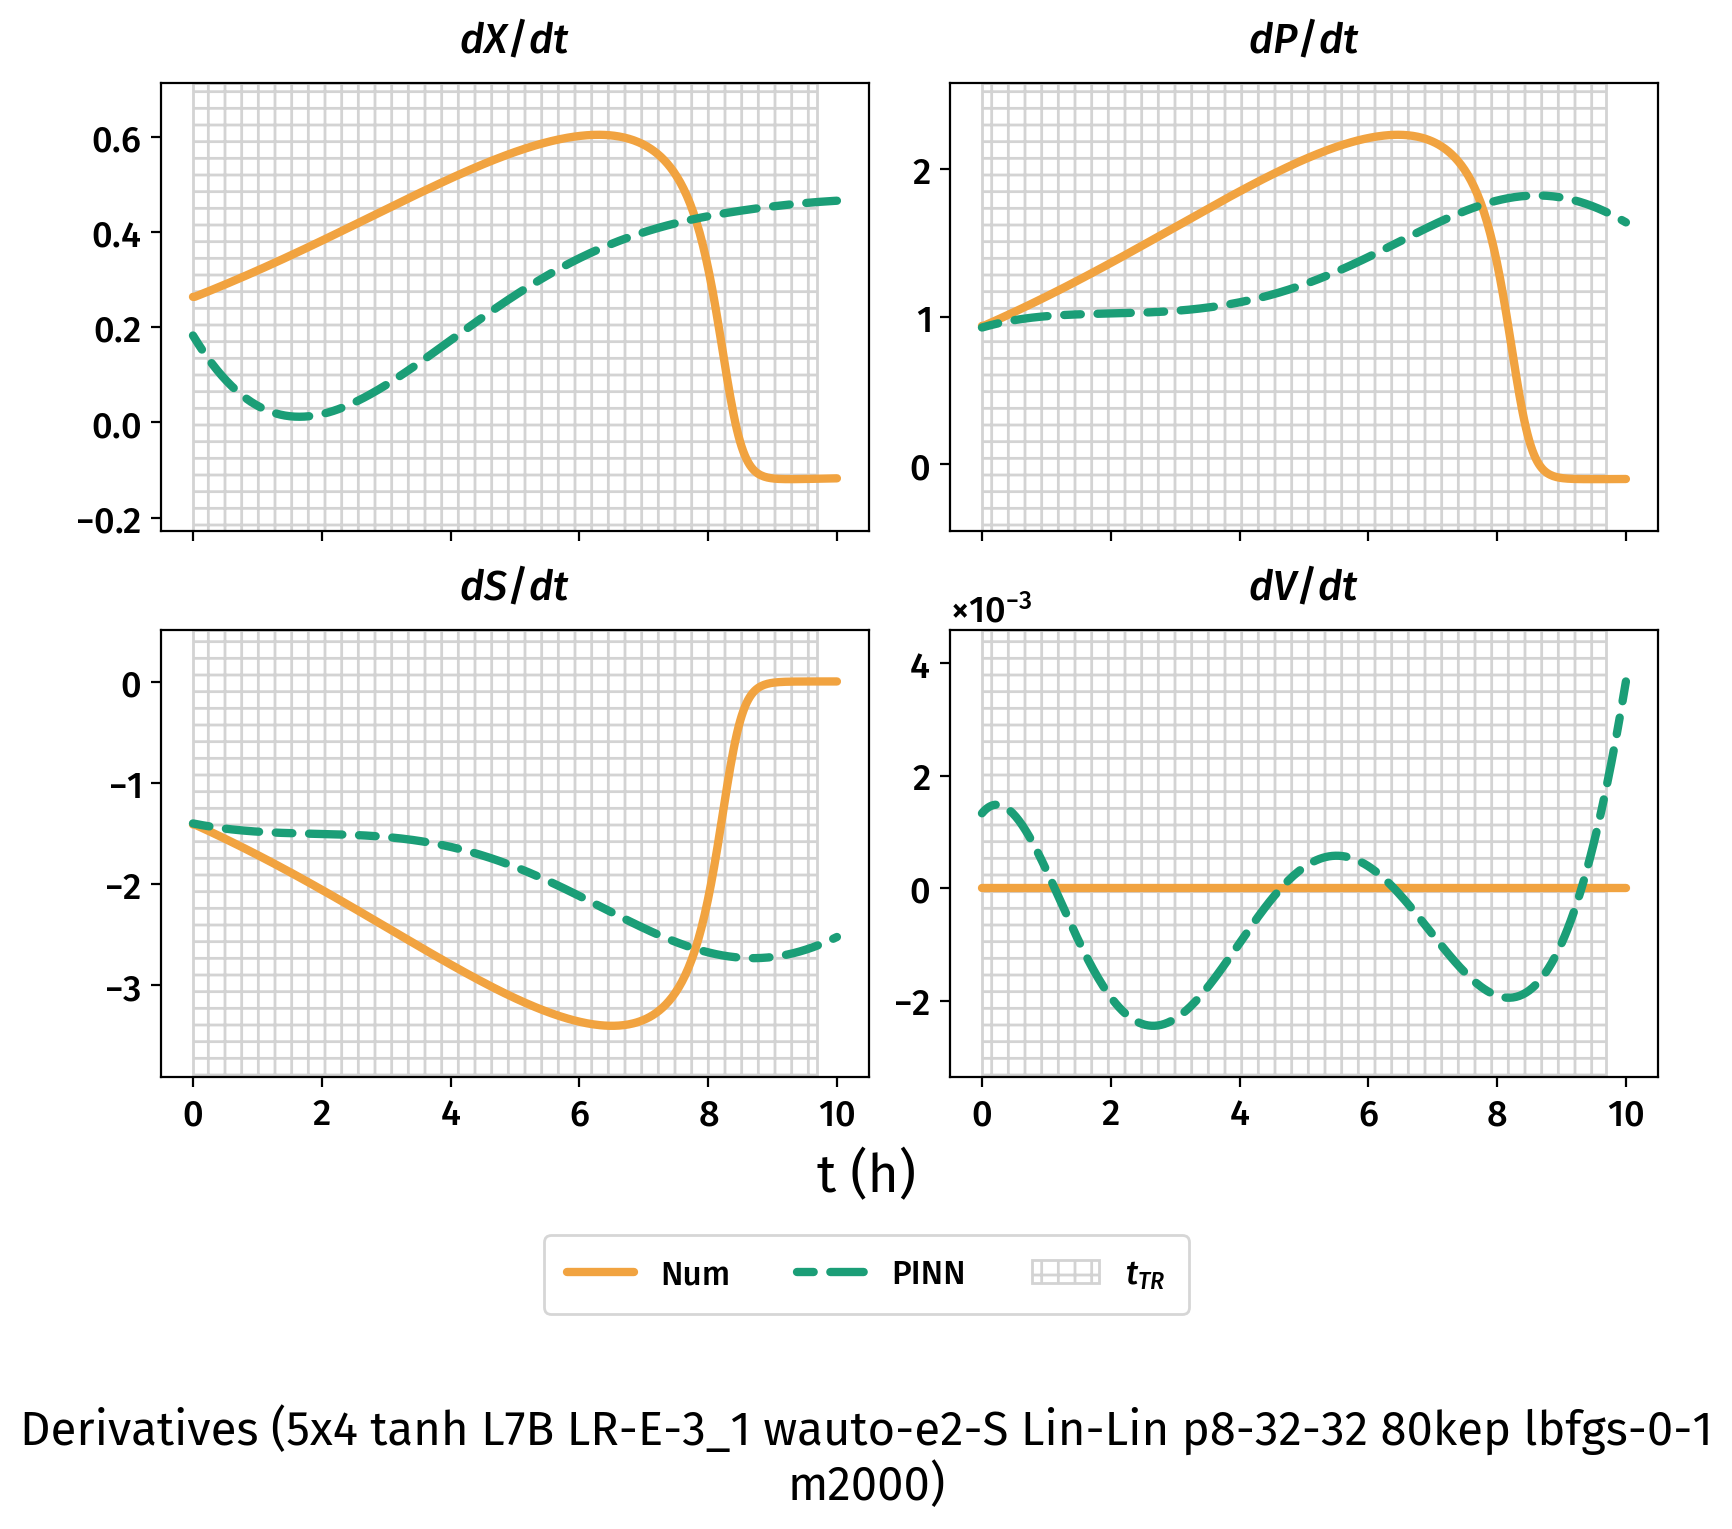 dX/dt
dP/dt
0.6
0.4
0.2
0.0
−0.2
2
1
0
dS/dt
dV/dt
×10⁻³
0
−1
−2
−3
4
2
0
−2
0 2 4 6 8 10
0 2 4 6 8 10
t (h)
Num PINN t_TR
Derivatives (5x4 tanh L7B LR-E-3_1 wauto-e2-S Lin-Lin p8-32-32 80kep lbfgs-0-1
m2000)